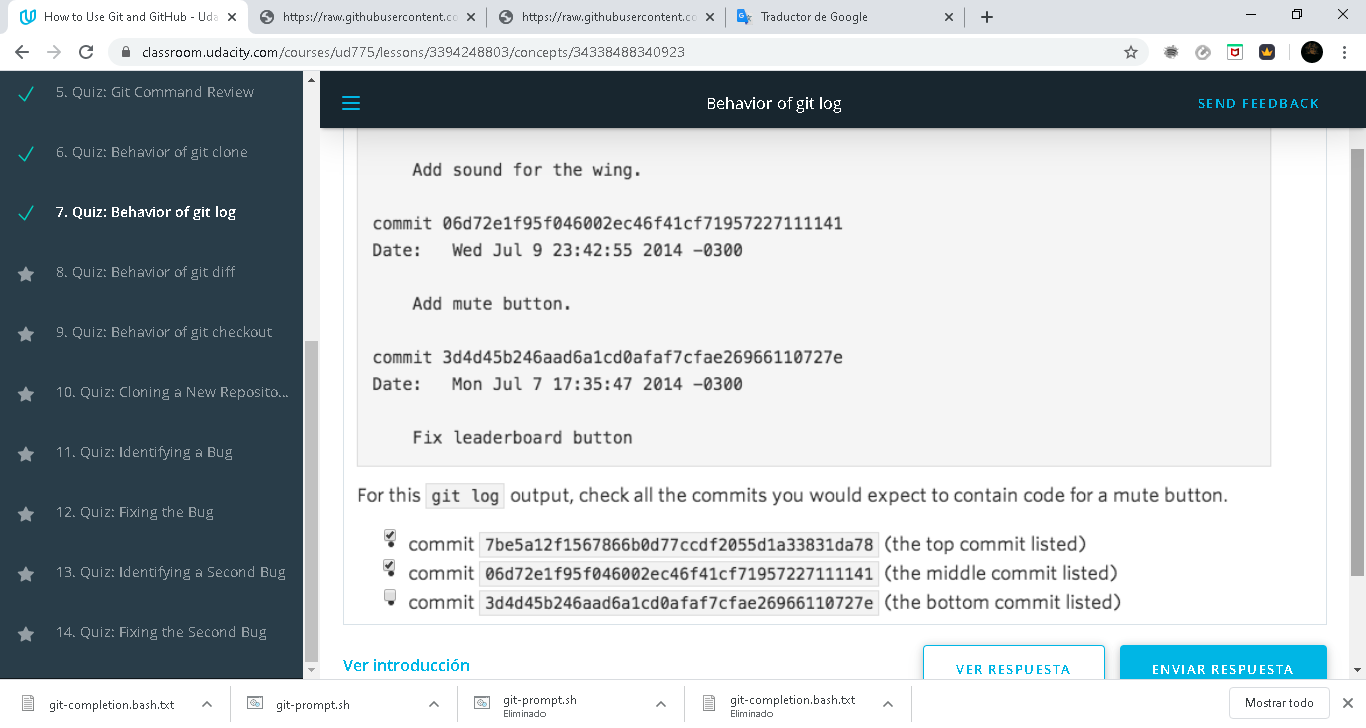 How to Use Git and GitHub - Uda
https://raw.githubusercontent.co
https://raw.githubusercontent.co
Traductor de Google
classroom.udacity.com/courses/ud775/lessons/3394248803/concepts/34338488340923
5. Quiz: Git Command Review
6. Quiz: Behavior of git clone
7. Quiz: Behavior of git log
8. Quiz: Behavior of git diff
9. Quiz: Behavior of git checkout
10. Quiz: Cloning a New Reposito...
11. Quiz: Identifying a Bug
12. Quiz: Fixing the Bug
13. Quiz: Identifying a Second Bug
14. Quiz: Fixing the Second Bug
Behavior of git log
SEND FEEDBACK
Add sound for the wing.
commit 06d72e1f95f046002ec46f41cf71957227111141
Date:   Wed Jul 9 23:42:55 2014 -0300
Add mute button.
commit 3d4d45b246aad6a1cd0afaf7cfae26966110727e
Date:   Mon Jul 7 17:35:47 2014 -0300
Fix leaderboard button
For this git log output, check all the commits you would expect to contain code for a mute button.
commit 7be5a12f1567866b0d77ccdf2055d1a33831da78 (the top commit listed)
commit 06d72e1f95f046002ec46f41cf71957227111141 (the middle commit listed)
commit 3d4d45b246aad6a1cd0afaf7cfae26966110727e (the bottom commit listed)
Ver introducción
VER RESPUESTA
ENVIAR RESPUESTA
git-completion.bash.txt
git-prompt.sh
git-prompt.sh
Eliminado
git-completion.bash.txt
Eliminado
Mostrar todo